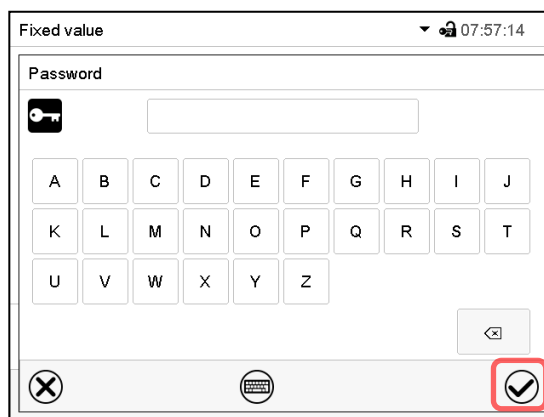 Fixed value 07:57:14
Password
A B C D E F G H I J
K L M N O P Q R S T
U V W X Y Z